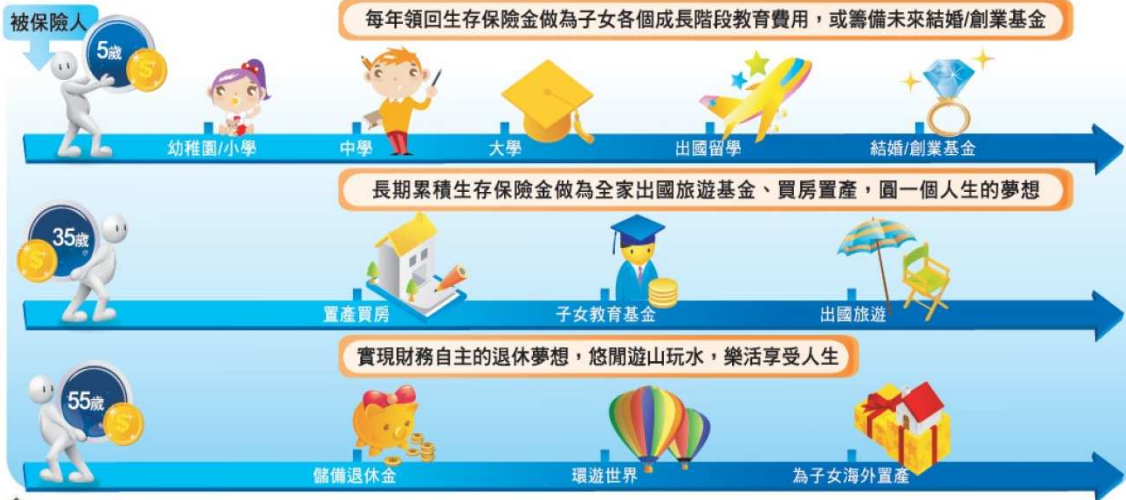 被保險人
每年領回生存保險金做為子女各個成長階段教育費用,或籌備未來結婚/創業基金
5歲
幼稚園/小學
中學
大學
出國留學
結婚/創業基金
長期累積生存保險金做為全家出國旅遊基金、買房置產,圓一個人生的夢想
35歲
置產買房
子女教育基金
出國旅遊
實現財務自主的退休夢想,悠閒遊山玩水,樂活享受人生
55歲
儲備退休金
環遊世界
為子女海外置產